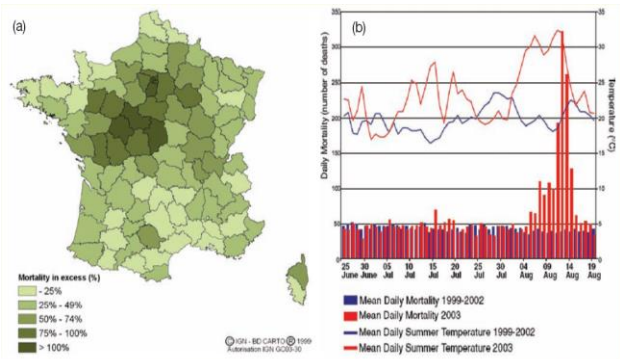 (a)
Mortality in excess (%)
- 25%
25% - 49%
50% - 74%
75% - 100%
> 100%
© IGN - BD CARTO ® 1999
Autorisation IGN GC03-30
(b)
Daily Mortality (number of deaths)
350
300
250
200
150
100
50
0
35
30
25
20
15
10
5
0
Temperature (°C)
25 30 05 10 15 20 25 30 04 09 14 19
June June Jul Jul Jul Jul Jul Jul Aug Aug Aug Aug
Mean Daily Mortality 1999-2002
Mean Daily Mortality 2003
Mean Daily Summer Temperature 1999-2002
Mean Daily Summer Temperature 2003